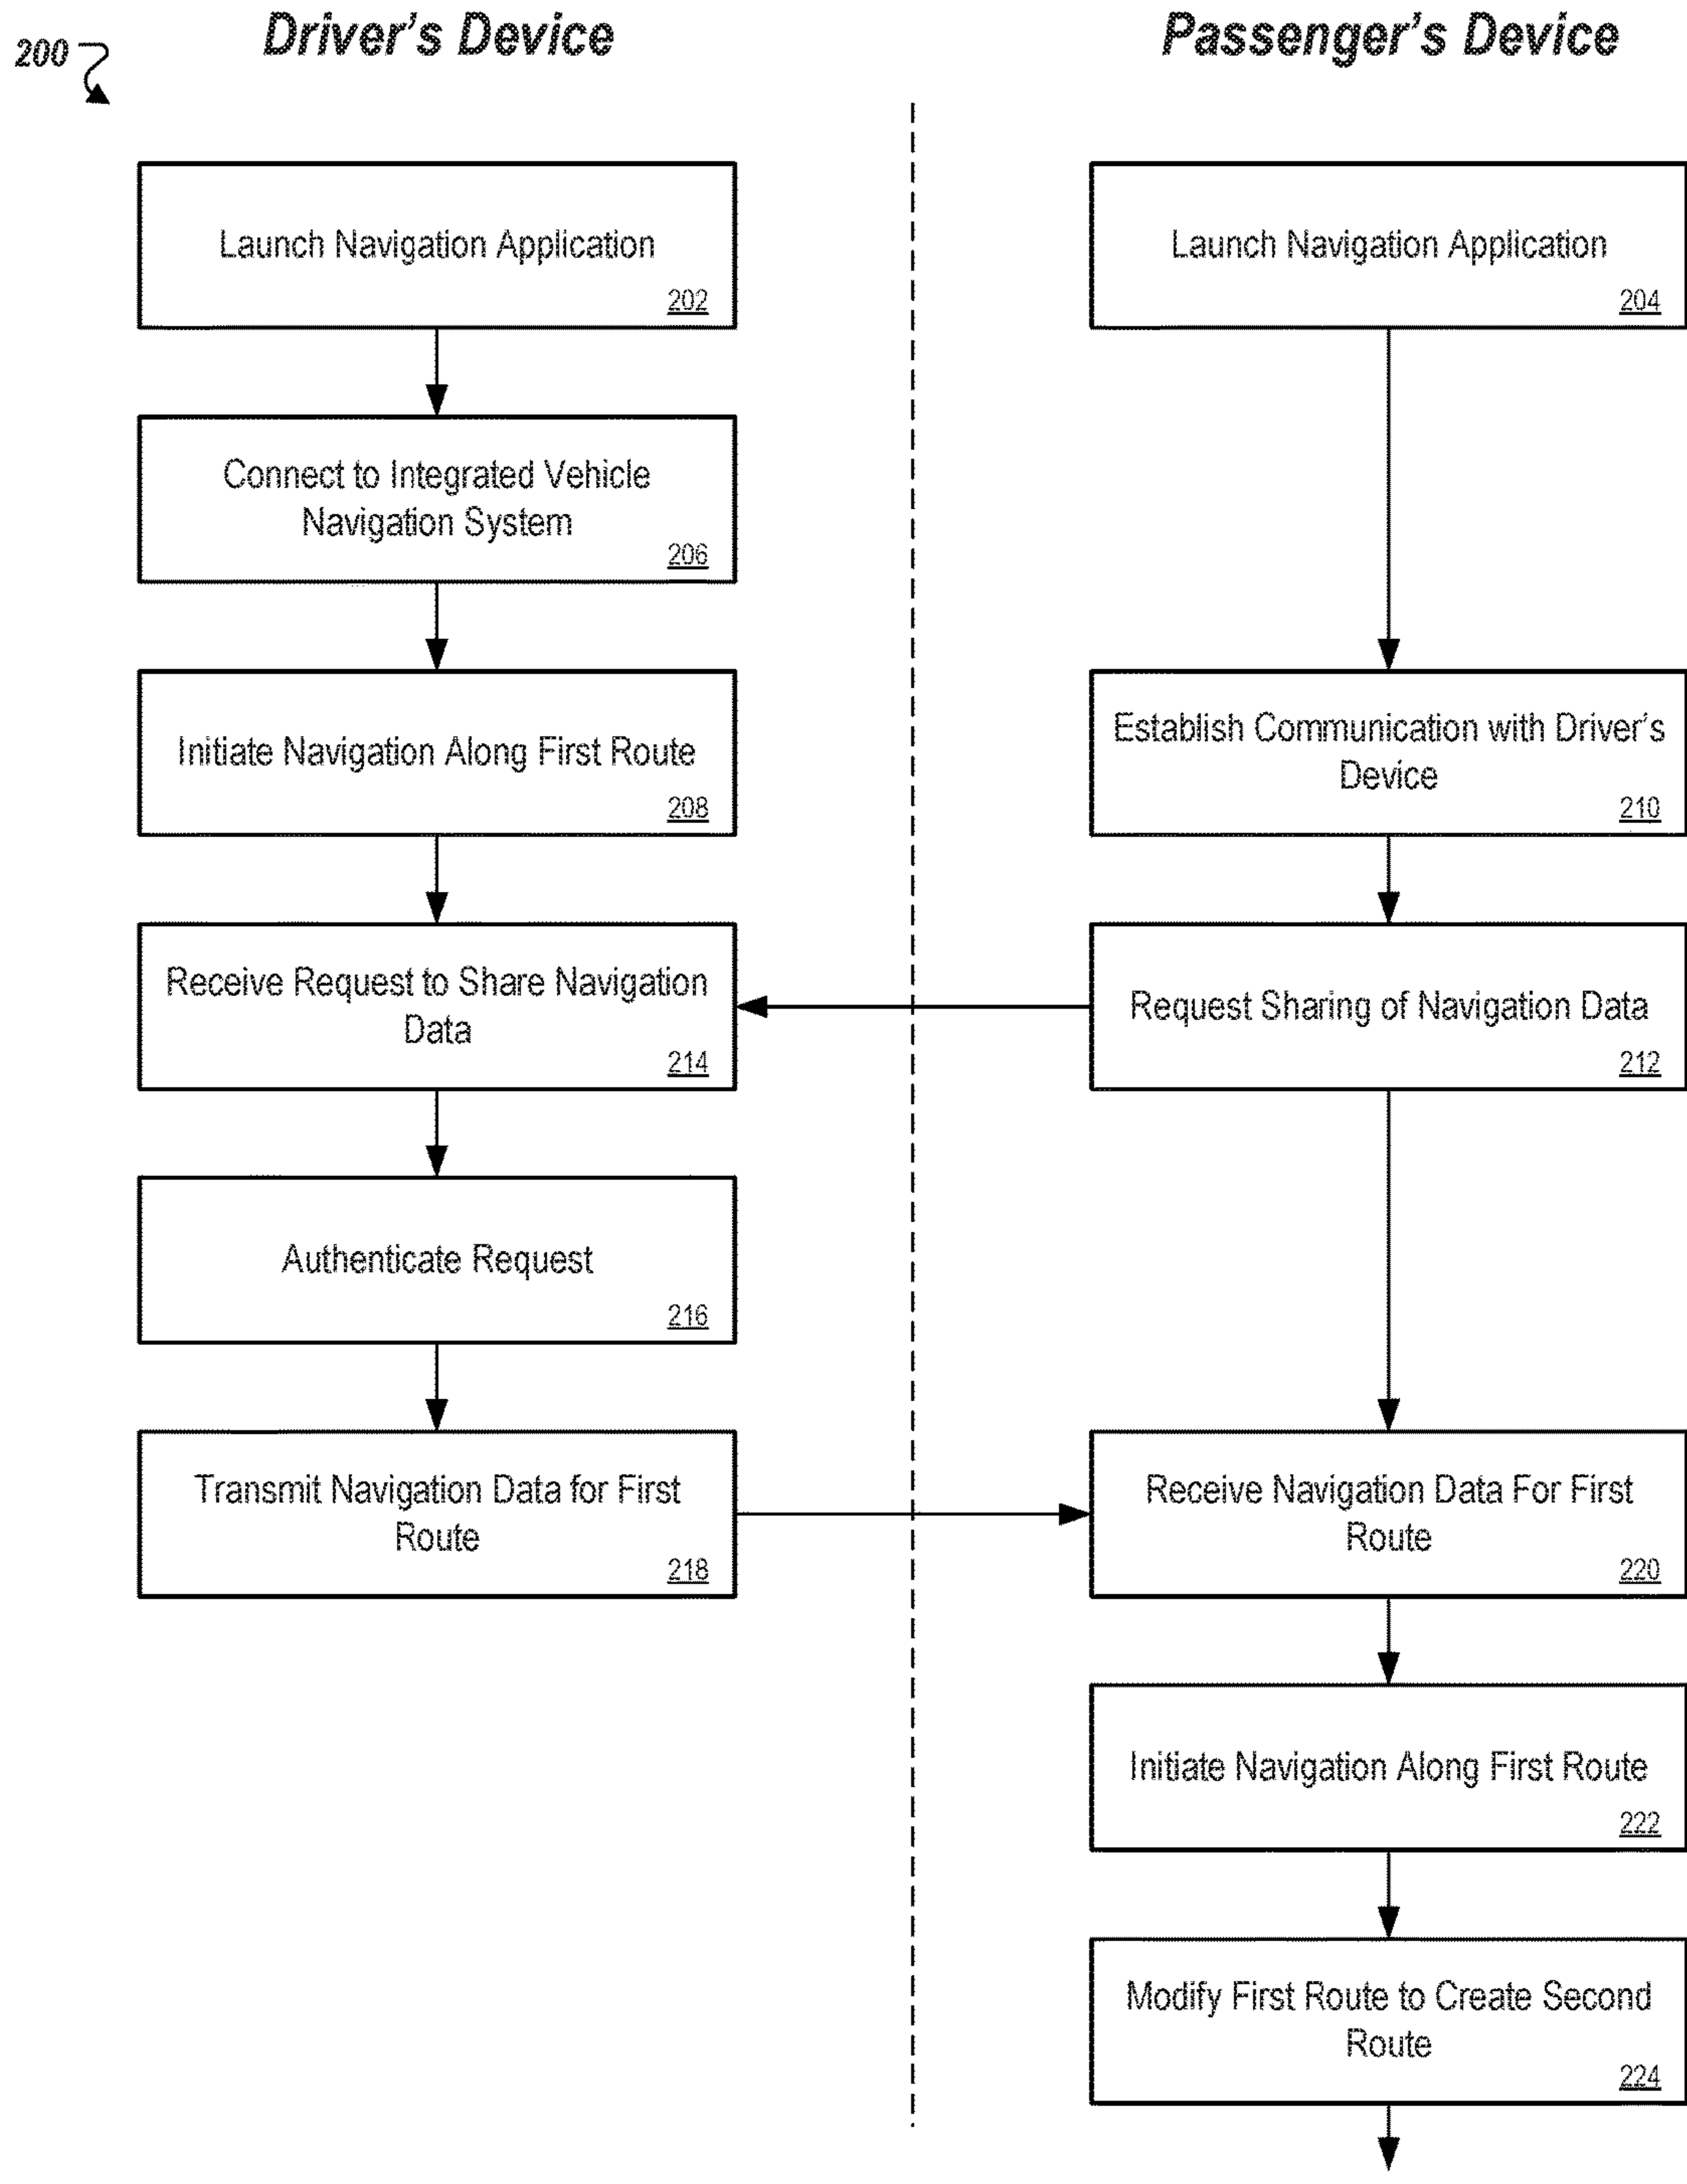 200
Driver's Device
Passenger's Device
Launch Navigation Application
202
Launch Navigation Application
204
Connect to Integrated Vehicle
Navigation System
206
Initiate Navigation Along First Route
208
Establish Communication with Driver's
Device
210
Receive Request to Share Navigation
Data
214
Request Sharing of Navigation Data
212
Authenticate Request
216
Transmit Navigation Data for First
Route
218
Receive Navigation Data For First
Route
220
Initiate Navigation Along First Route
222
Modify First Route to Create Second
Route
224